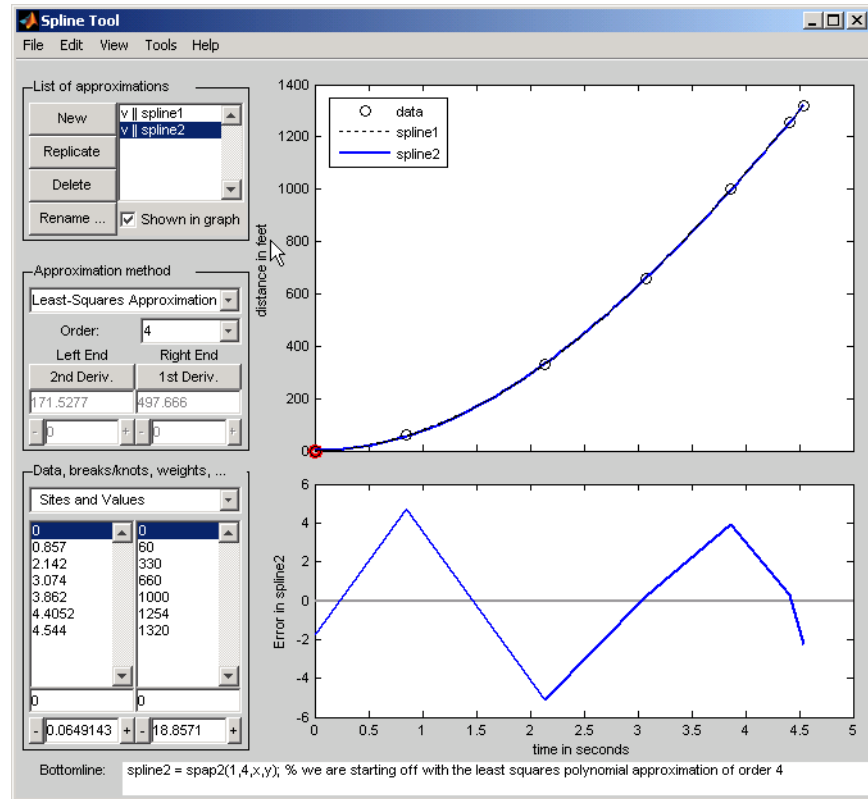 Spline Tool
File Edit View Tools Help
List of approximations
New
Replicate
Delete
Rename ...
v || spline1
v || spline2
Shown in graph
Approximation method
Least-Squares Approximation
Order: 4
Left End Right End
2nd Deriv. 1st Deriv.
171.5277 497.666
- 0 + - 0 +
Data, breaks/knots, weights, ...
Sites and Values
0 0
0.857 60
2.142 330
3.074 660
3.862 1000
4.4052 1254
4.544 1320
0 0
- 0.0649143 + - 18.8571 +
distance in feet
1400
1200
1000
800
600
400
200
0
data
spline1
spline2
Error in spline2
6
4
2
0
-2
-4
-6
0 0.5 1 1.5 2 2.5 3 3.5 4 4.5 5
time in seconds
Bottomline: spline2 = spap2(1,4,x,y); % we are starting off with the least squares polynomial approximation of order 4